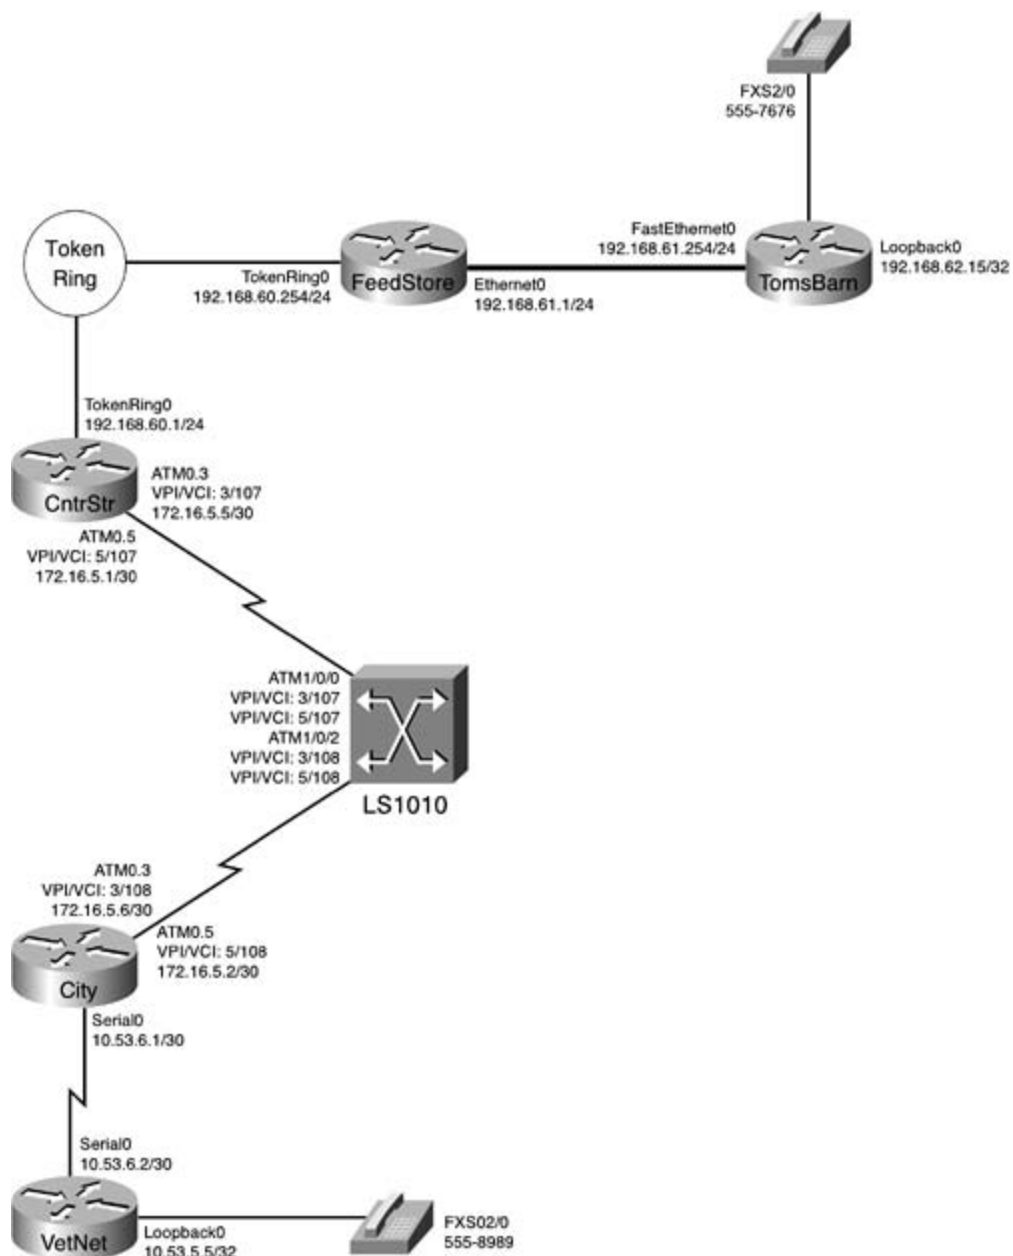 FXS2/0
555-7676
Token
Ring
FastEthernet0
192.168.61.254/24
Loopback0
192.168.62.15/32
TokenRing0
192.168.60.254/24
FeedStore
Ethernet0
192.168.61.1/24
TomsBarn
TokenRing0
192.168.60.1/24
CntrStr
ATM0.3
VPI/VCI: 3/107
172.16.5.5/30
ATM0.5
VPI/VCI: 5/107
172.16.5.1/30
ATM1/0/0
VPI/VCI: 3/107
VPI/VCI: 5/107
ATM1/0/2
VPI/VCI: 3/108
VPI/VCI: 5/108
LS1010
ATM0.3
VPI/VCI: 3/108
172.16.5.6/30
ATM0.5
VPI/VCI: 5/108
172.16.5.2/30
City
Serial0
10.53.6.1/30
Serial0
10.53.6.2/30
VetNet
Loopback0
10.53.5.5/32
FXS02/0
555-8989